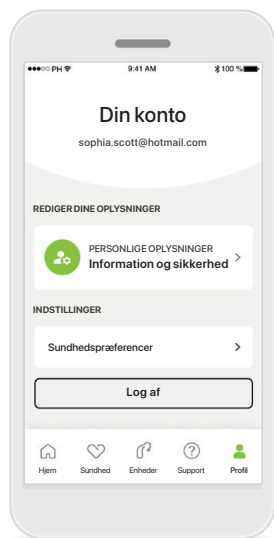 PH 9:41 AM 100 %
Din konto
sophia.scott@hotmail.com
REDIGER DINE OPLYSNINGER
PERSONLIGE OPLYSNINGER
Information og sikkerhed
INDSTILLINGER
Sundhedspræferencer
Log af
Hjem Sundhed Enheder Support Profil